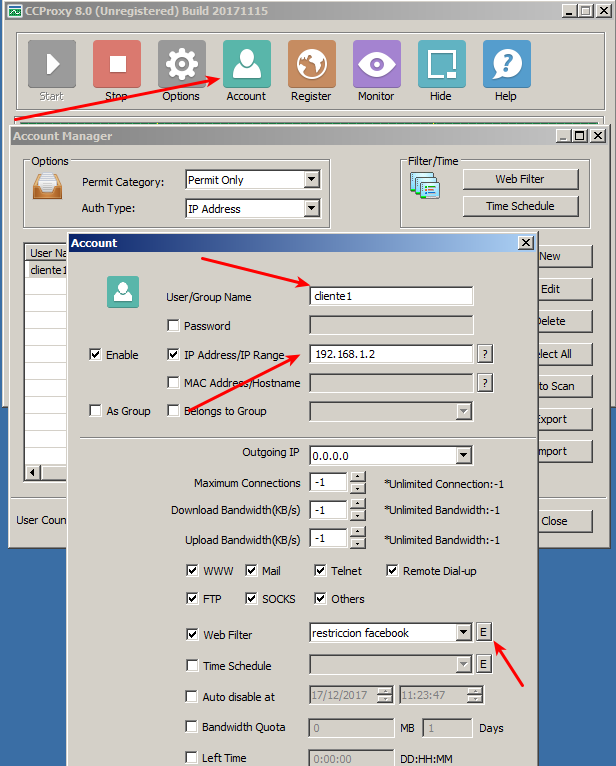 CCProxy 8.0 (Unregistered) Build 20171115
Start Stop Options Account Register Monitor Hide Help
Account Manager
Options
Permit Category: Permit Only
Auth Type: IP Address
Filter/Time
Web Filter
Time Schedule
User Na
cliente1
New
Edit
Delete
Select All
Auto Scan
Export
Import
User Coun
Close
Account
User/Group Name cliente1
Password
Enable IP Address/IP Range 192.168.1.2 ?
MAC Address/Hostname ?
As Group Belongs to Group
Outgoing IP 0.0.0.0
Maximum Connections -1 *Unlimited Connection:-1
Download Bandwidth(KB/s) -1 *Unlimited Bandwidth:-1
Upload Bandwidth(KB/s) -1 *Unlimited Bandwidth:-1
WWW Mail Telnet Remote Dial-up
FTP SOCKS Others
Web Filter restriccion facebook E
Time Schedule E
Auto disable at 17/12/2017 11:23:47
Bandwidth Quota 0 MB 1 Days
Left Time 0:00:00 DD:HH:MM